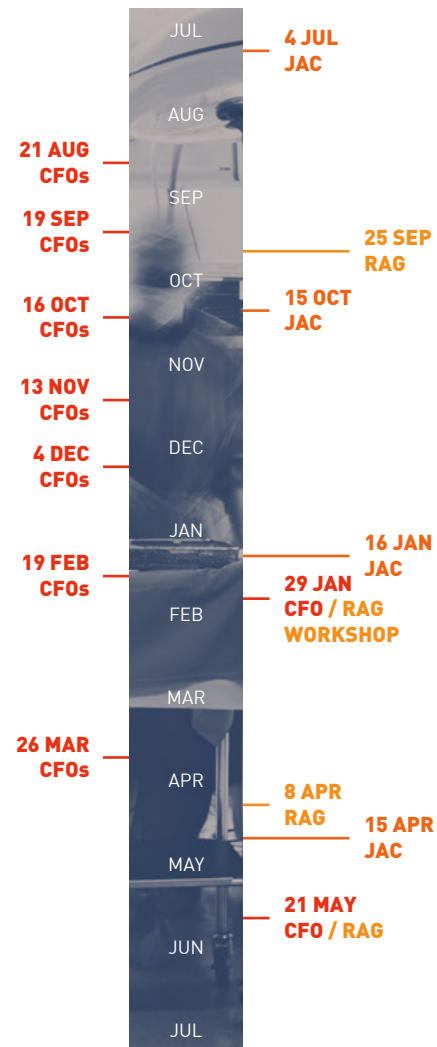 JUL
4 JUL
JAC
AUG
21 AUG
CFOs
SEP
19 SEP
CFOs
25 SEP
RAG
OCT
16 OCT
CFOs
15 OCT
JAC
NOV
13 NOV
CFOs
DEC
4 DEC
CFOs
JAN
16 JAN
JAC
19 FEB
CFOs
29 JAN
CFO / RAG
WORKSHOP
FEB
MAR
26 MAR
CFOs
APR
8 APR
RAG
15 APR
JAC
MAY
21 MAY
CFO / RAG
JUN
JUL